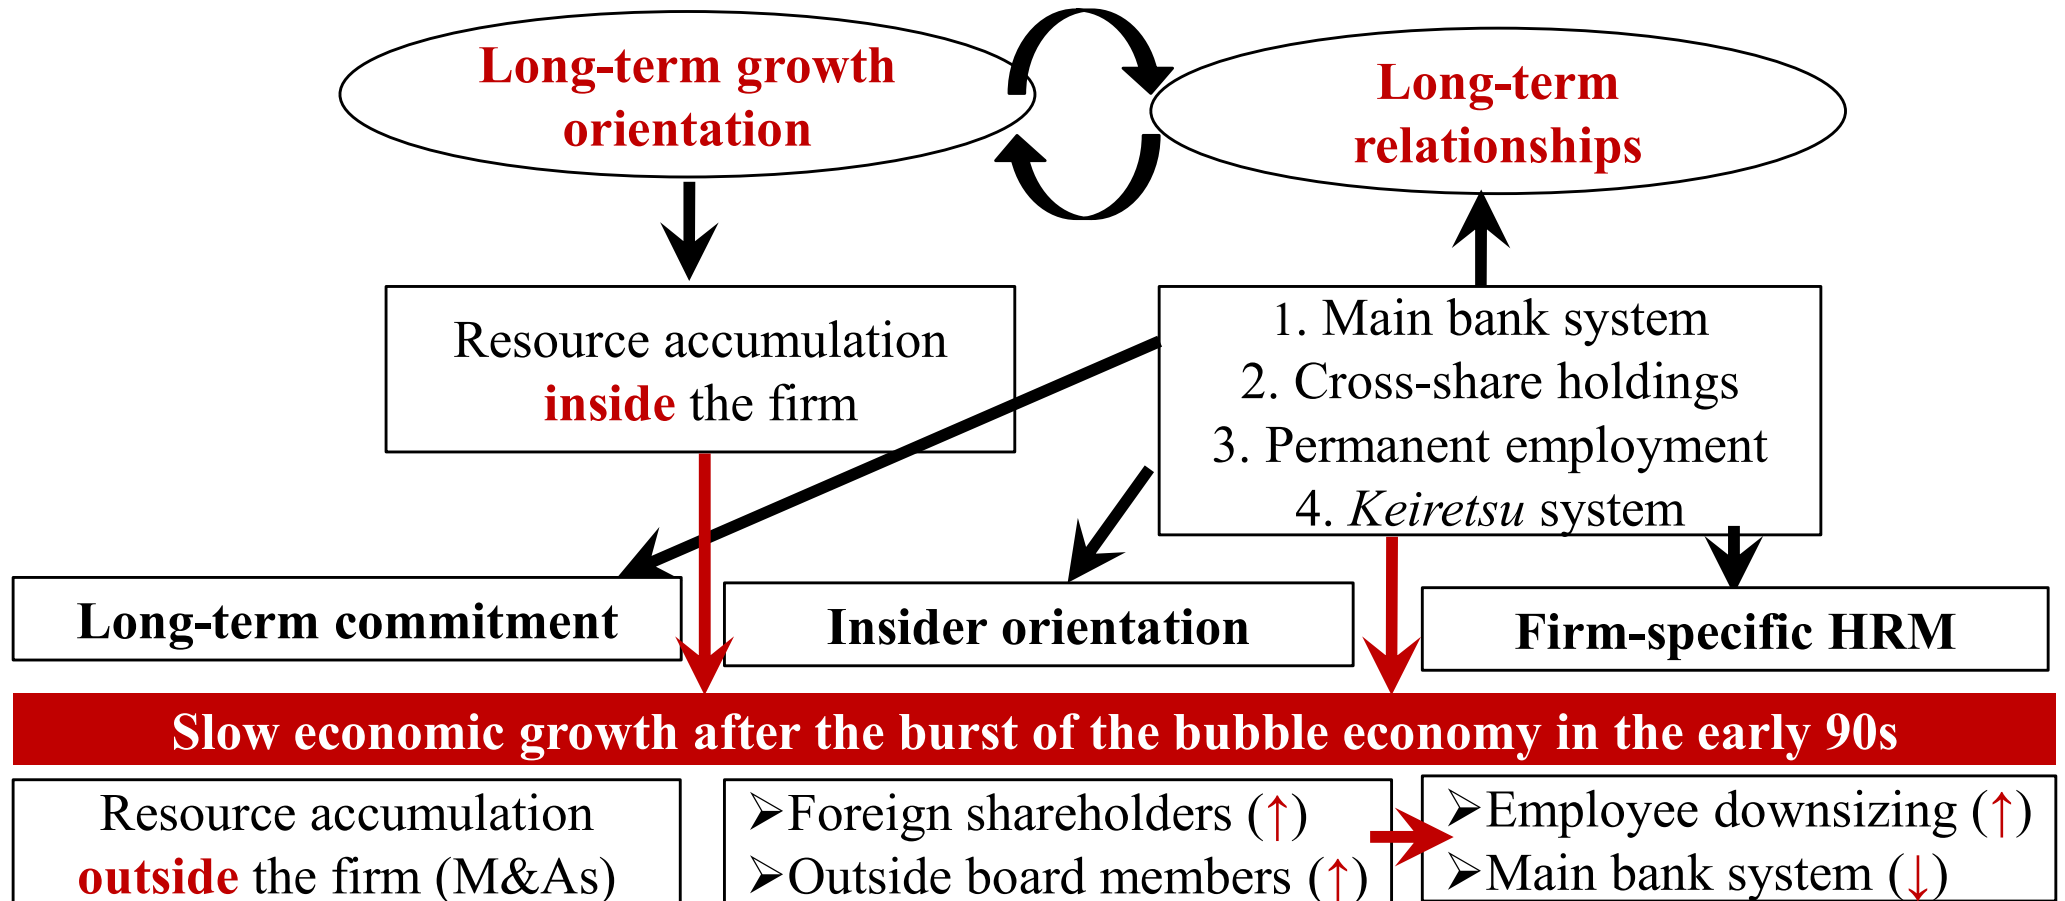 Long-term growth
orientation
Long-term
relationships
Resource accumulation
inside the firm
1. Main bank system
2. Cross-share holdings
3. Permanent employment
4. Keiretsu system
Long-term commitment
Insider orientation
Firm-specific HRM
Slow economic growth after the burst of the bubble economy in the early 90s
Resource accumulation
outside the firm (M&As)
➢Foreign shareholders (↑)
➢Outside board members (↑)
➢Employee downsizing (↑)
➢Main bank system (↓)